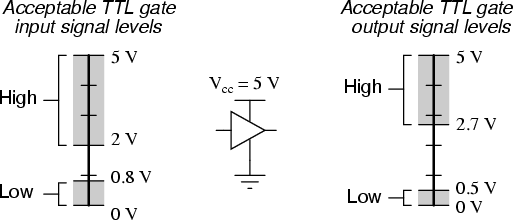 Acceptable TTL gate
input signal levels
5 V
High
2 V
0.8 V
Low
0 V
Vcc = 5 V
Acceptable TTL gate
output signal levels
5 V
High
2.7 V
0.5 V
Low
0 V